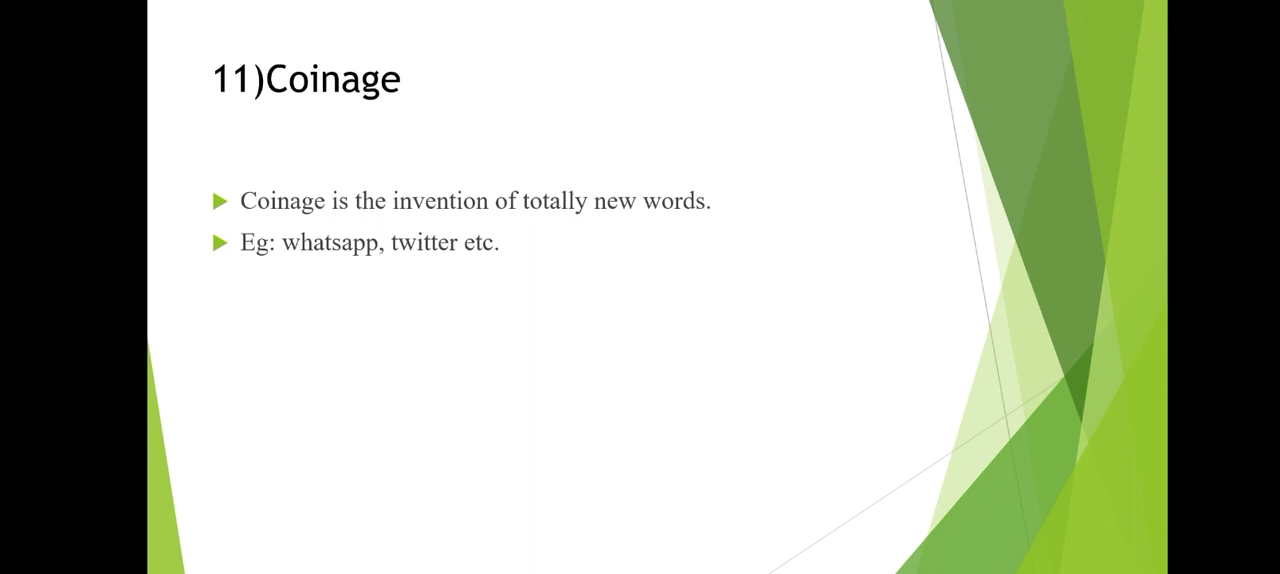 11)Coinage
Coinage is the invention of totally new words.
Eg: whatsapp, twitter etc.